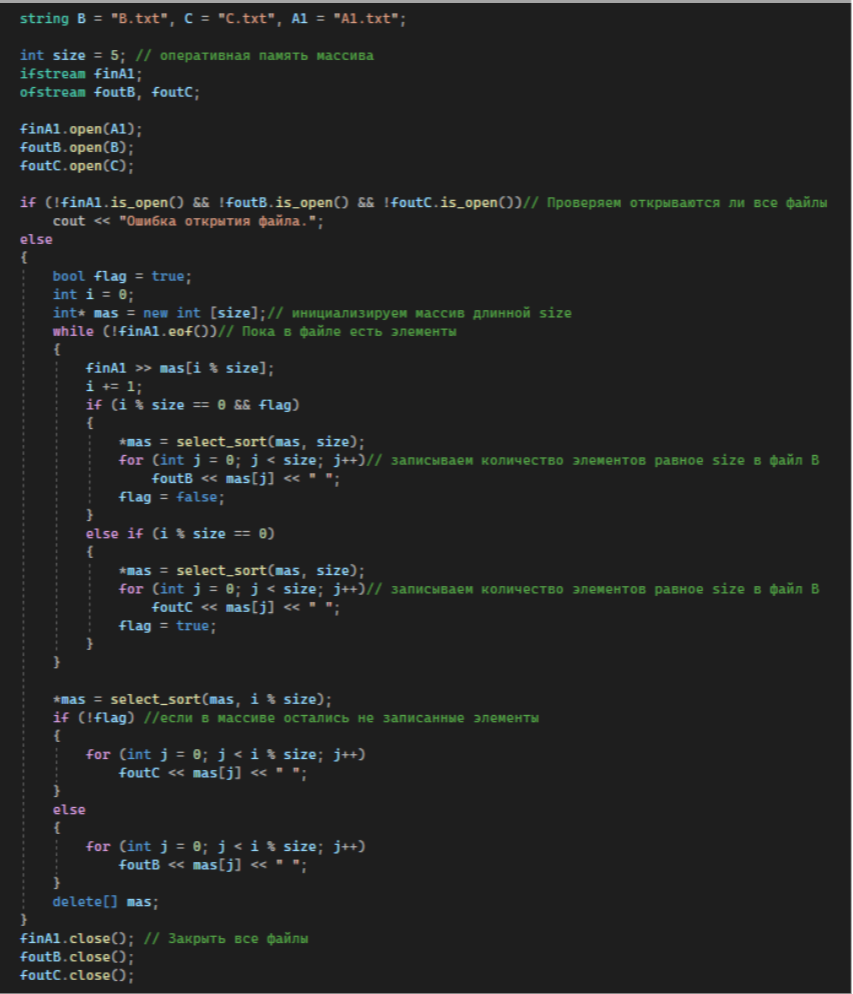 string B = "B.txt", C = "C.txt", A1 = "A1.txt";
int size = 5; // оперативная память массива
ifstream finA1;
ofstream foutB, foutC;
finA1.open(A1);
foutB.open(B);
foutC.open(C);
if (!finA1.is_open() && !foutB.is_open() && !foutC.is_open())// Проверяем открываются ли все файлы
cout << "Ошибка открытия файла.";
else
{
bool flag = true;
int i = 0;
int* mas = new int [size];// инициализируем массив длинной size
while (!finA1.eof())// Пока в файле есть элементы
{
finA1 >> mas[i % size];
i += 1;
if (i % size == 0 && flag)
{
*mas = select_sort(mas, size);
for (int j = 0; j < size; j++)// записываем количество элементов равное size в файл B
foutB << mas[j] << " ";
flag = false;
}
else if (i % size == 0)
{
*mas = select_sort(mas, size);
for (int j = 0; j < size; j++)// записываем количество элементов равное size в файл B
foutC << mas[j] << " ";
flag = true;
}
}
*mas = select_sort(mas, i % size);
if (!flag) //если в массиве остались не записанные элементы
{
for (int j = 0; j < i % size; j++)
foutC << mas[j] << " ";
}
else
{
for (int j = 0; j < i % size; j++)
foutB << mas[j] << " ";
}
delete[] mas;
}
finA1.close(); // Закрыть все файлы
foutB.close();
foutC.close();